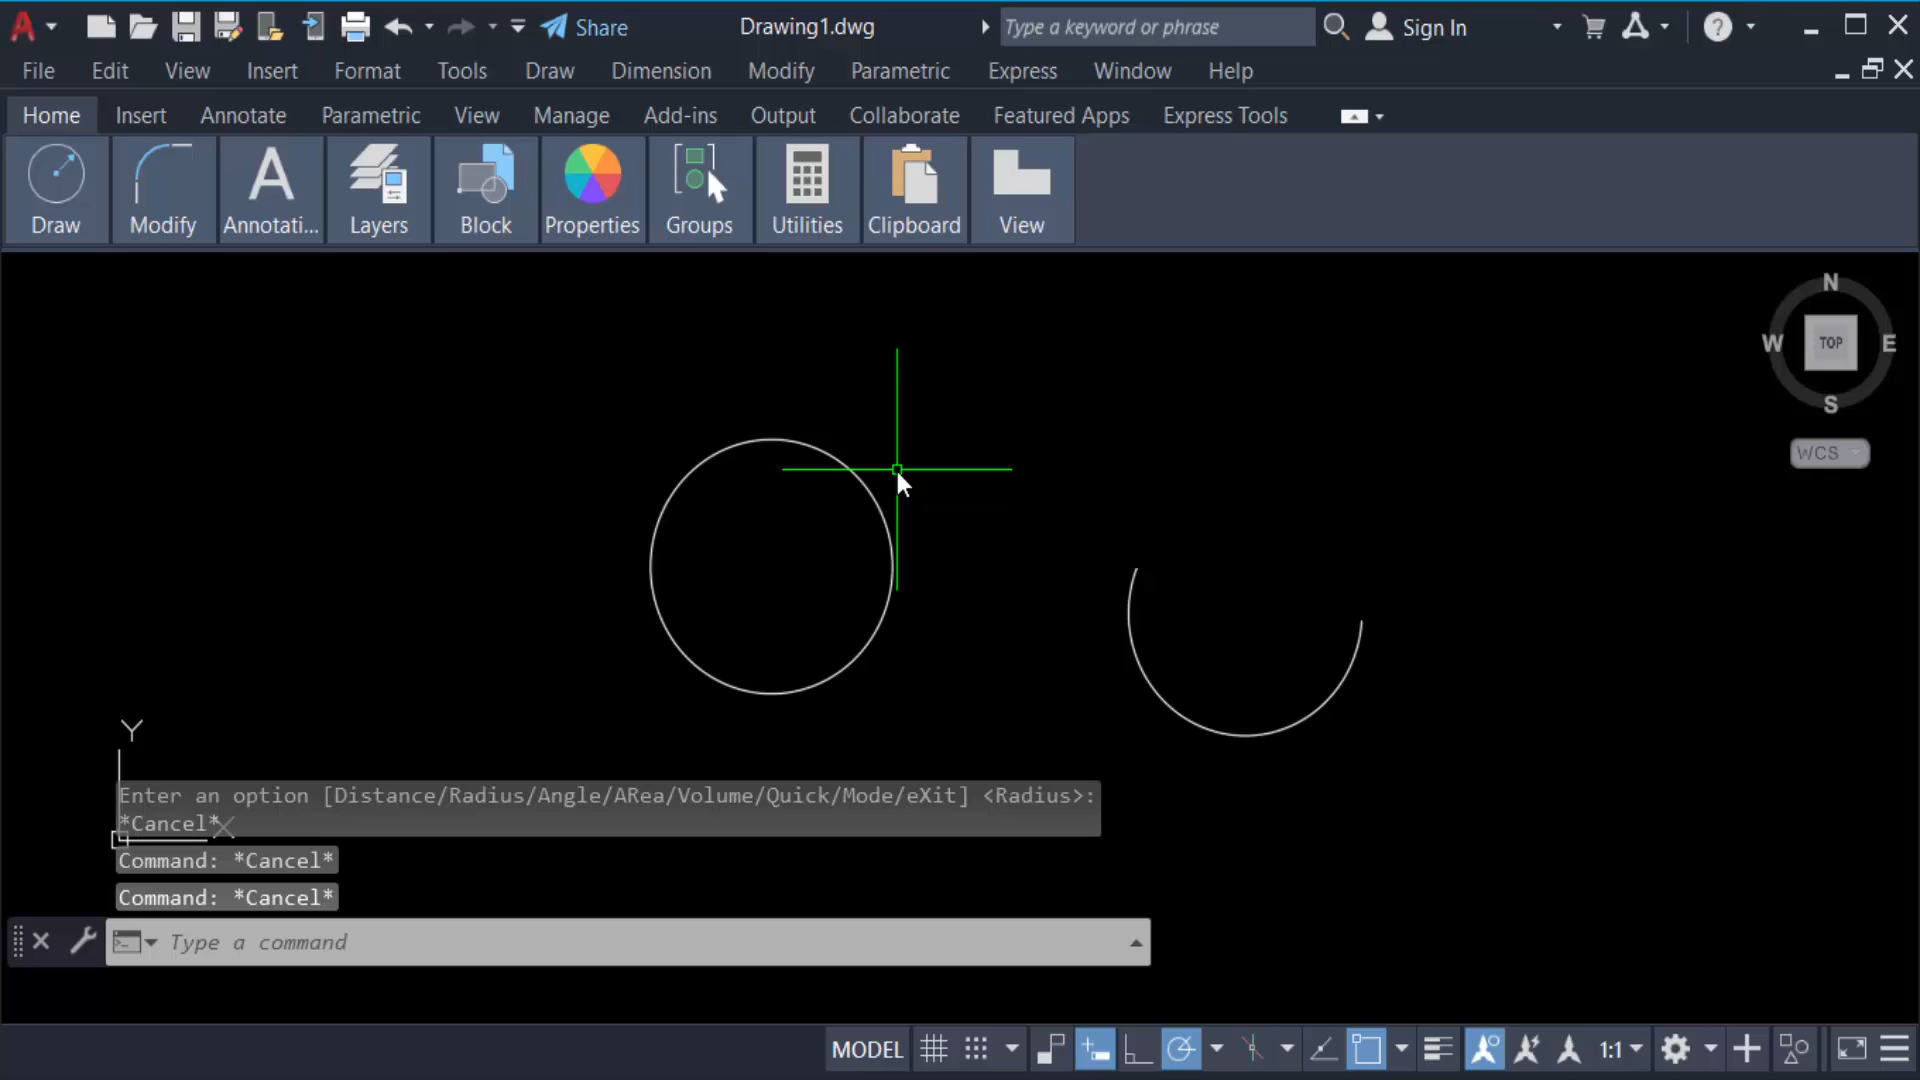 Share
Drawing1.dwg
Type a keyword or phrase
Sign In
File Edit View Insert Format Tools Draw Dimension Modify Parametric Express Window Help
Home Insert Annotate Parametric View Manage Add-ins Output Collaborate Featured Apps Express Tools
Draw Modify Annotati... Layers Block Properties Groups Utilities Clipboard View
N
W TOP E
S
WCS
Y
Enter an option [Distance/Radius/Angle/ARea/Volume/Quick/Mode/eXit] <Radius>:
*Cancel*
X
Command: *Cancel*
Command: *Cancel*
Type a command
MODEL 1:1